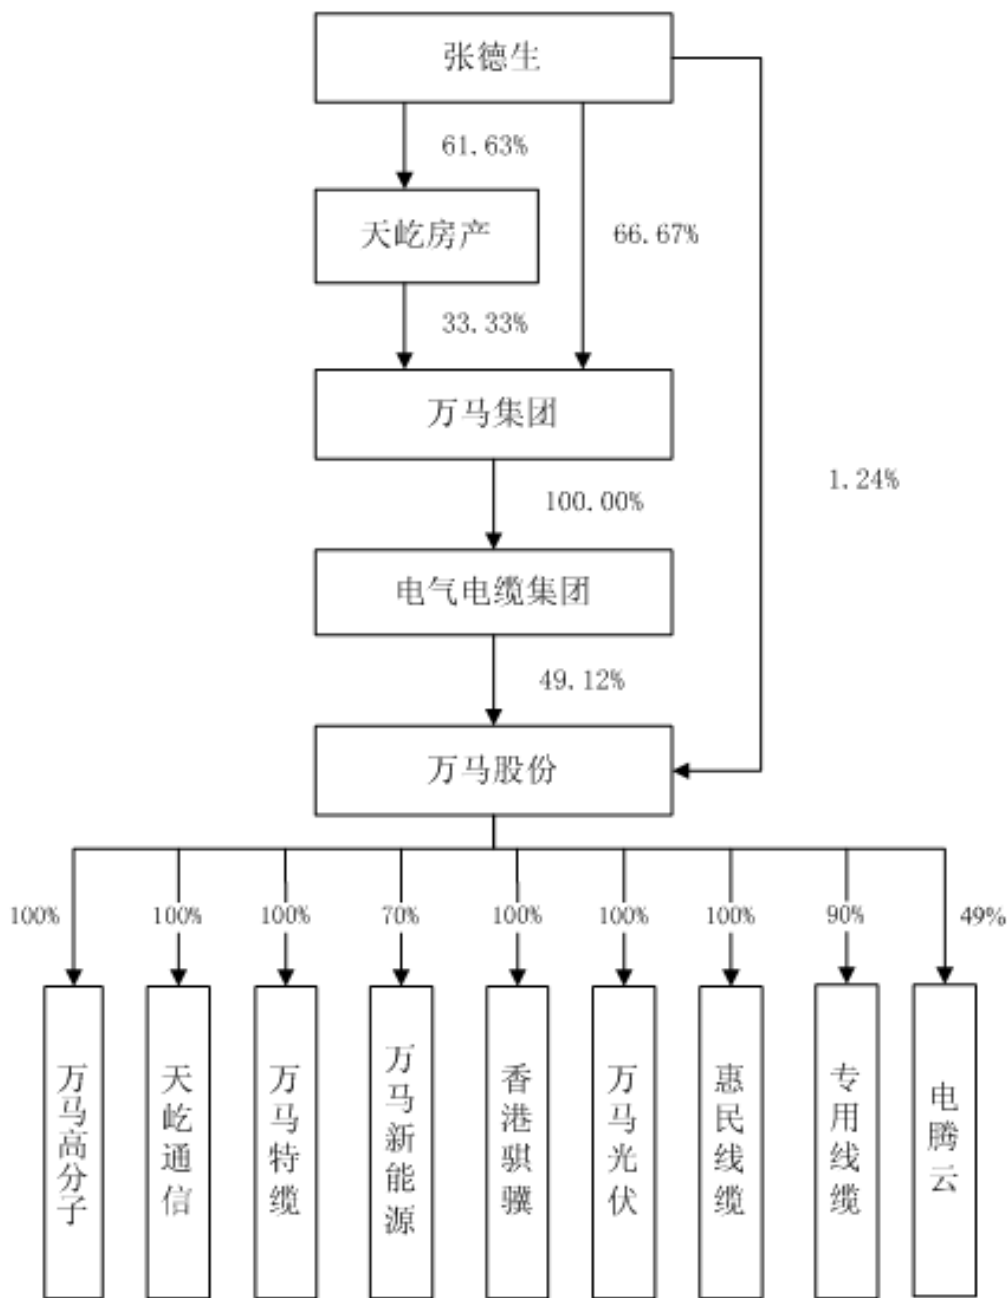 张德生
61.63%
天屹房产
66.67%
33.33%
万马集团
1.24%
100.00%
电气电缆集团
49.12%
万马股份
100%
100%
100%
70%
100%
100%
100%
90%
49%
万马高分子
天屹通信
万马特缆
万马新能源
香港骐骥
万马光伏
惠民线缆
专用线缆
电腾云